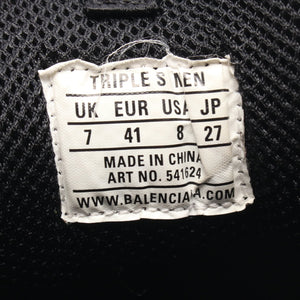 TRIPLE S MEN
UK EUR USA JP
7 41 8 27
MADE IN CHINA
ART NO. 541624
WWW.BALENCIAGA.COM